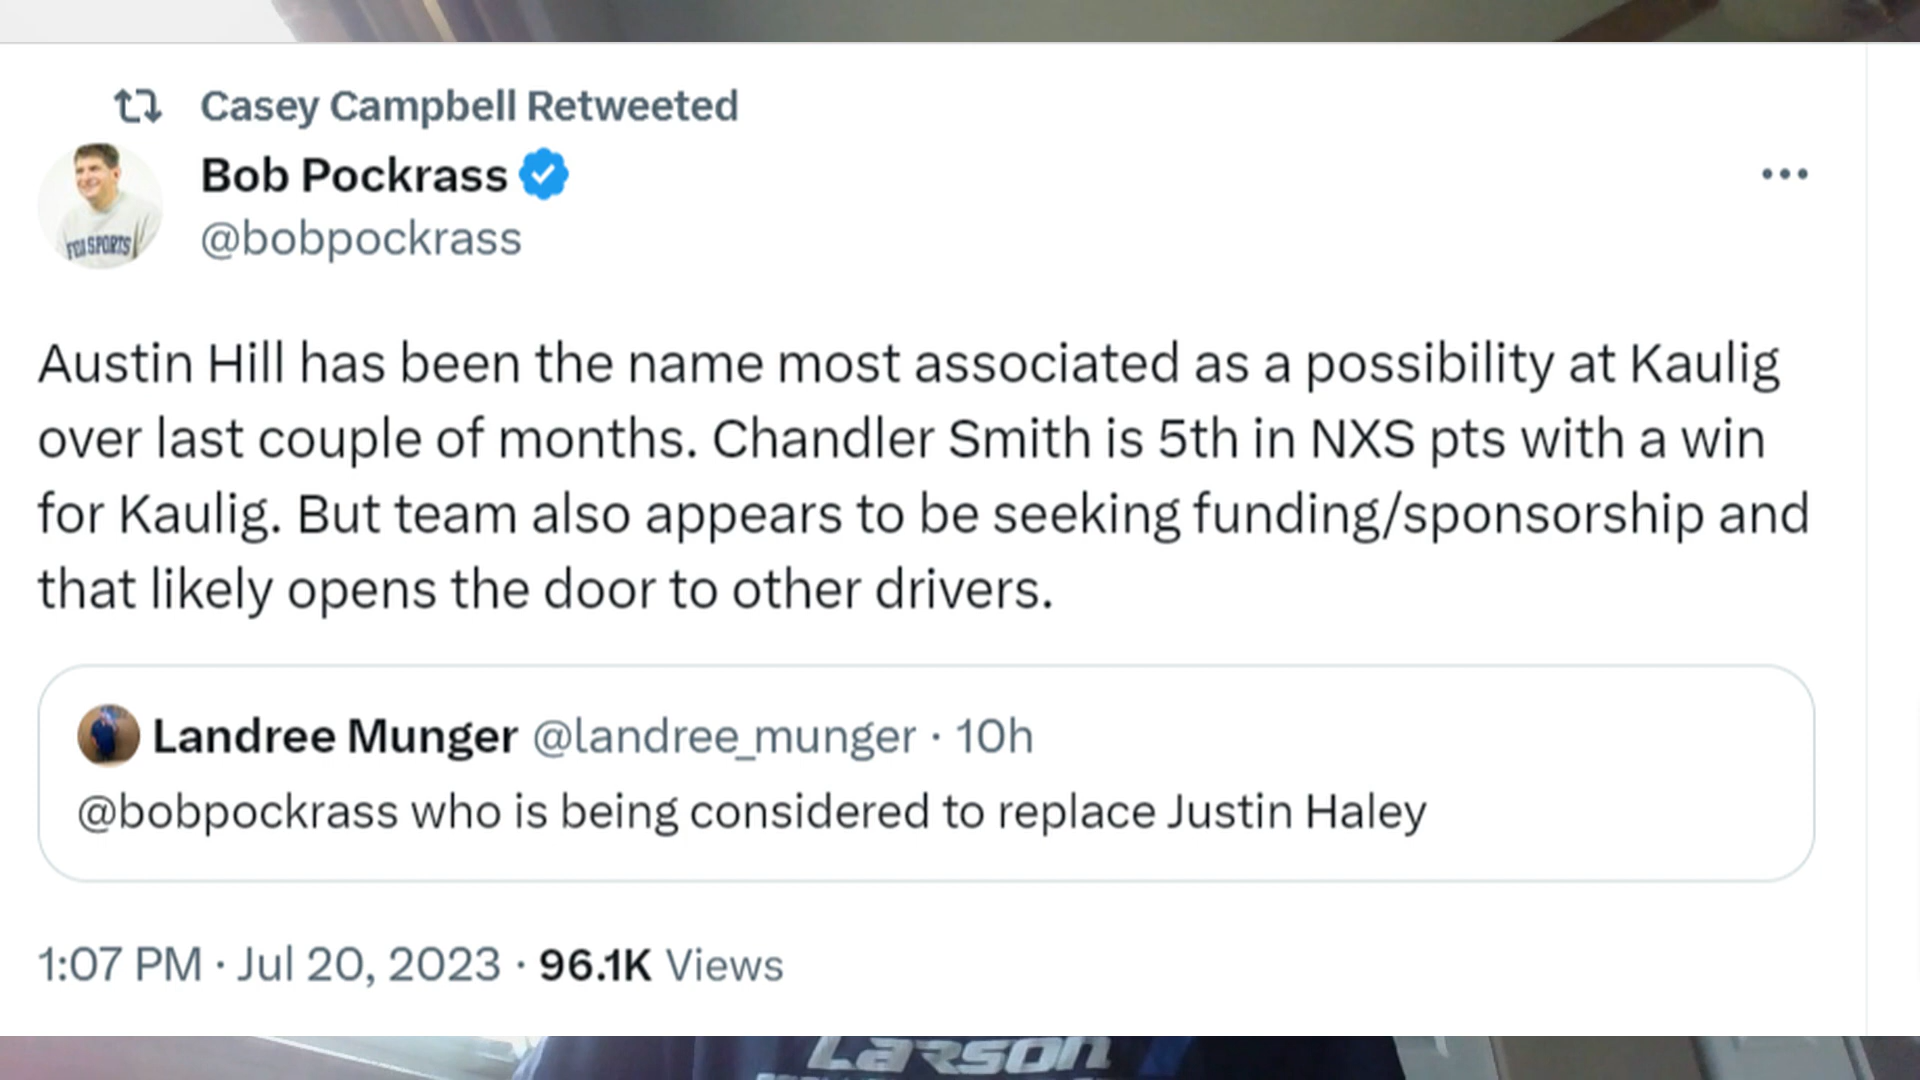 Casey Campbell Retweeted
Bob Pockrass
@bobpockrass
FOX SPORTS
Austin Hill has been the name most associated as a possibility at Kaulig
over last couple of months. Chandler Smith is 5th in NXS pts with a win
for Kaulig. But team also appears to be seeking funding/sponsorship and
that likely opens the door to other drivers.
Landree Munger @landree_munger · 10h
@bobpockrass who is being considered to replace Justin Haley
1:07 PM · Jul 20, 2023 · 96.1K Views
Larson